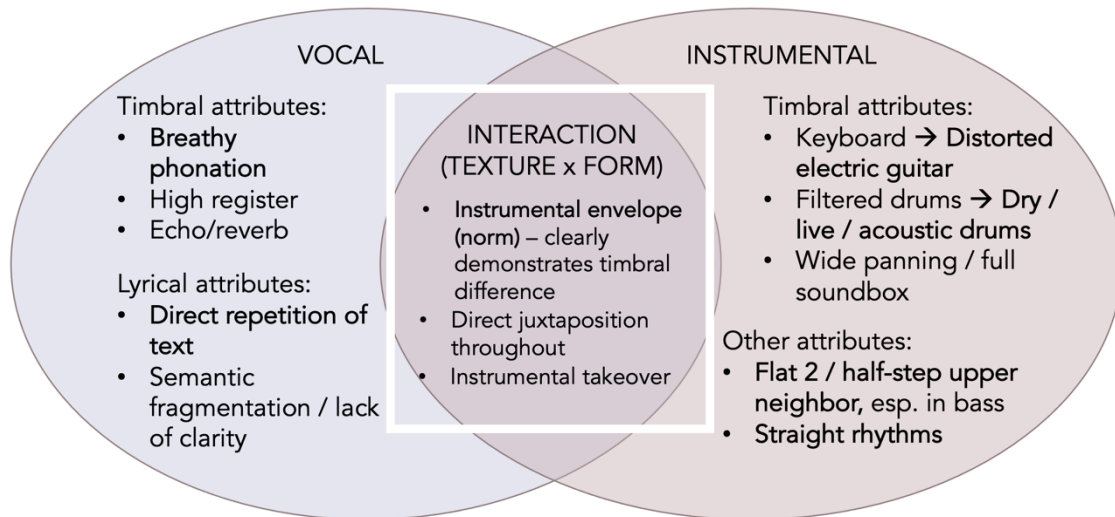 VOCAL
Timbral attributes:
• Breathy
phonation
• High register
• Echo/reverb
Lyrical attributes:
• Direct repetition of
text
• Semantic
fragmentation / lack
of clarity
INTERACTION
(TEXTURE x FORM)
• Instrumental envelope
(norm) – clearly
demonstrates timbral
difference
• Direct juxtaposition
throughout
• Instrumental takeover
INSTRUMENTAL
Timbral attributes:
• Keyboard → Distorted
electric guitar
• Filtered drums → Dry /
live / acoustic drums
• Wide panning / full
soundbox
Other attributes:
• Flat 2 / half-step upper
neighbor, esp. in bass
• Straight rhythms